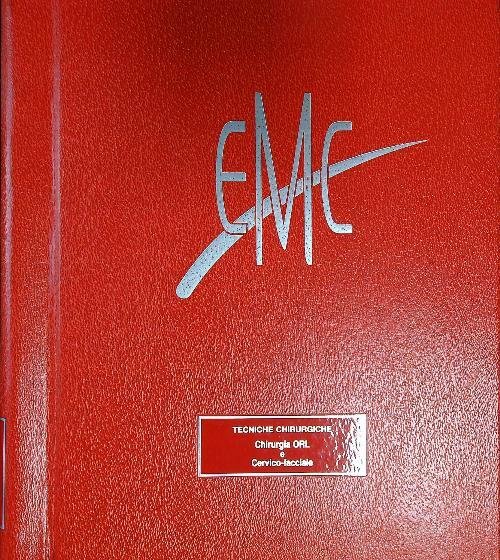 EMC
TECNICHE CHIRURGICHE
Chirurgia ORL
e
Cervico-facciale